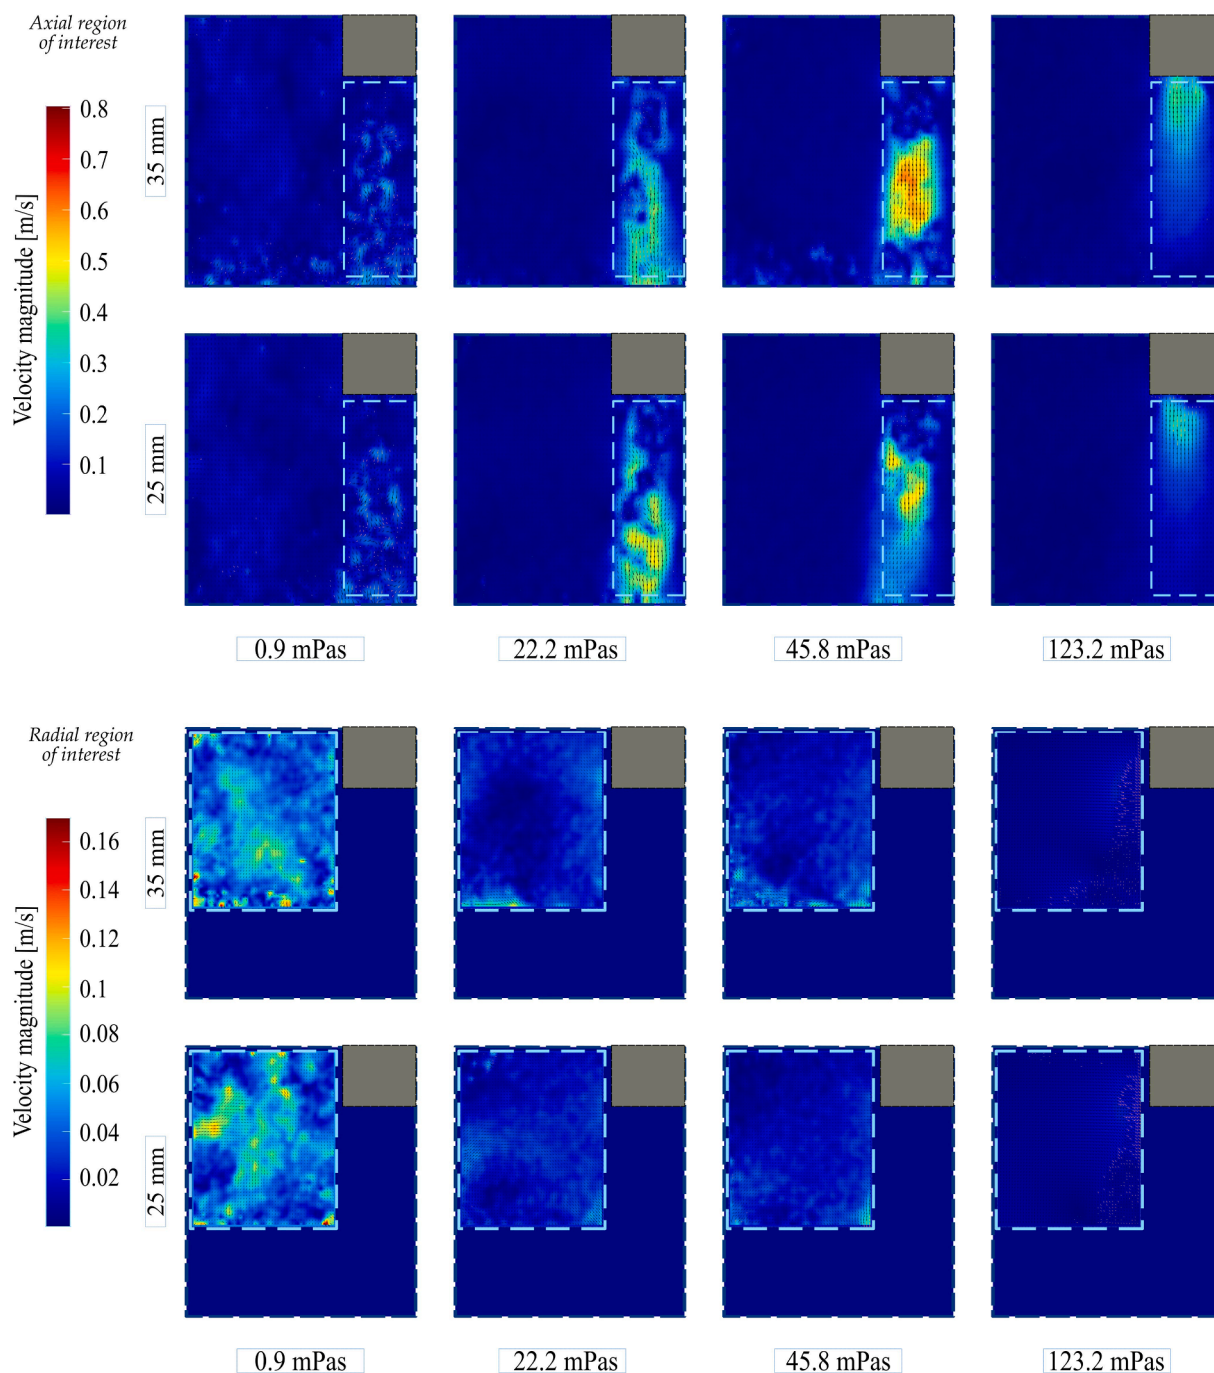 Axial region
of interest
Velocity magnitude [m/s]
0.8
0.7
0.6
0.5
0.4
0.3
0.2
0.1
35 mm
25 mm
0.9 mPas
22.2 mPas
45.8 mPas
123.2 mPas
Radial region
of interest
Velocity magnitude [m/s]
0.16
0.14
0.12
0.1
0.08
0.06
0.04
0.02
35 mm
25 mm
0.9 mPas
22.2 mPas
45.8 mPas
123.2 mPas